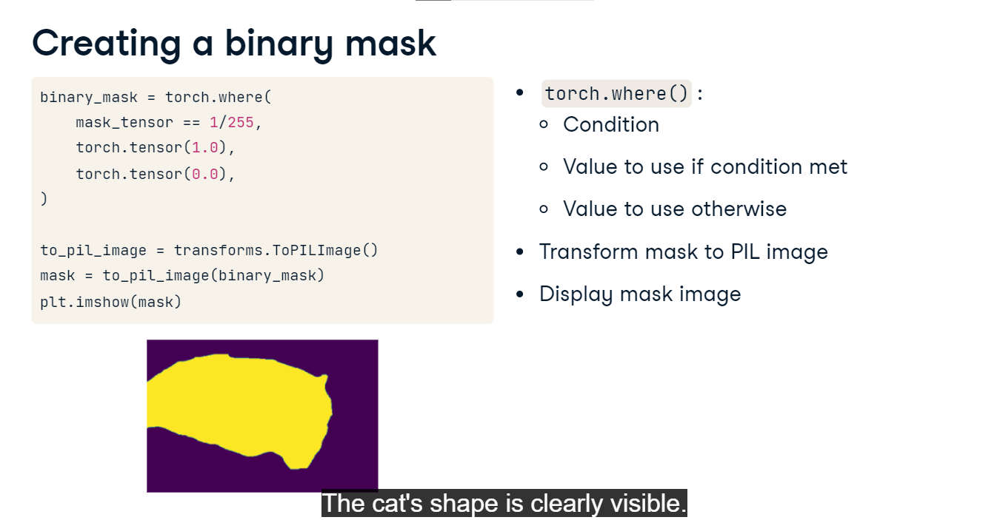 Creating a binary mask
binary_mask = torch.where(
    mask_tensor == 1/255,
    torch.tensor(1.0),
    torch.tensor(0.0),
)
to_pil_image = transforms.ToPILImage()
mask = to_pil_image(binary_mask)
plt.imshow(mask)
• torch.where() :
○ Condition
○ Value to use if condition met
○ Value to use otherwise
• Transform mask to PIL image
• Display mask image
The cat's shape is clearly visible.